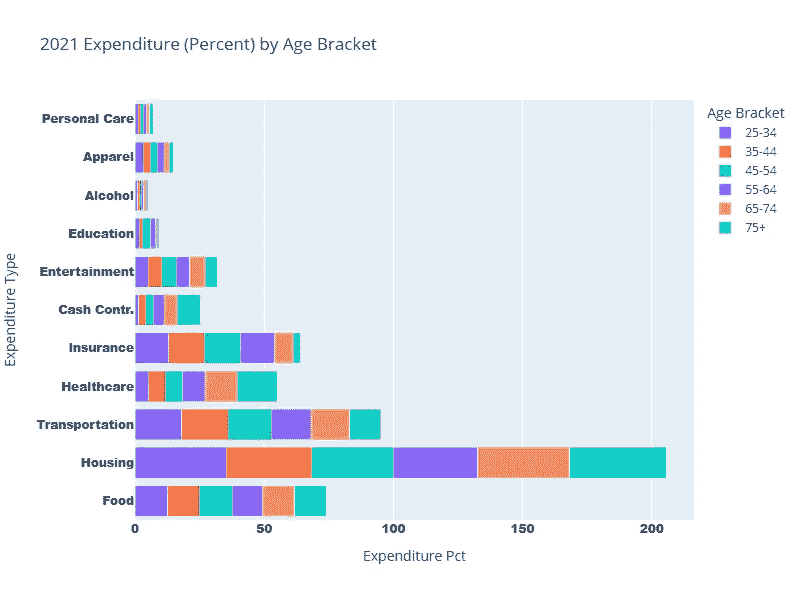 2021 Expenditure (Percent) by Age Bracket
Age Bracket
25-34
35-44
45-54
55-64
65-74
75+
Expenditure Type
Personal Care
Apparel
Alcohol
Education
Entertainment
Cash Contr.
Insurance
Healthcare
Transportation
Housing
Food
0 50 100 150 200
Expenditure Pct